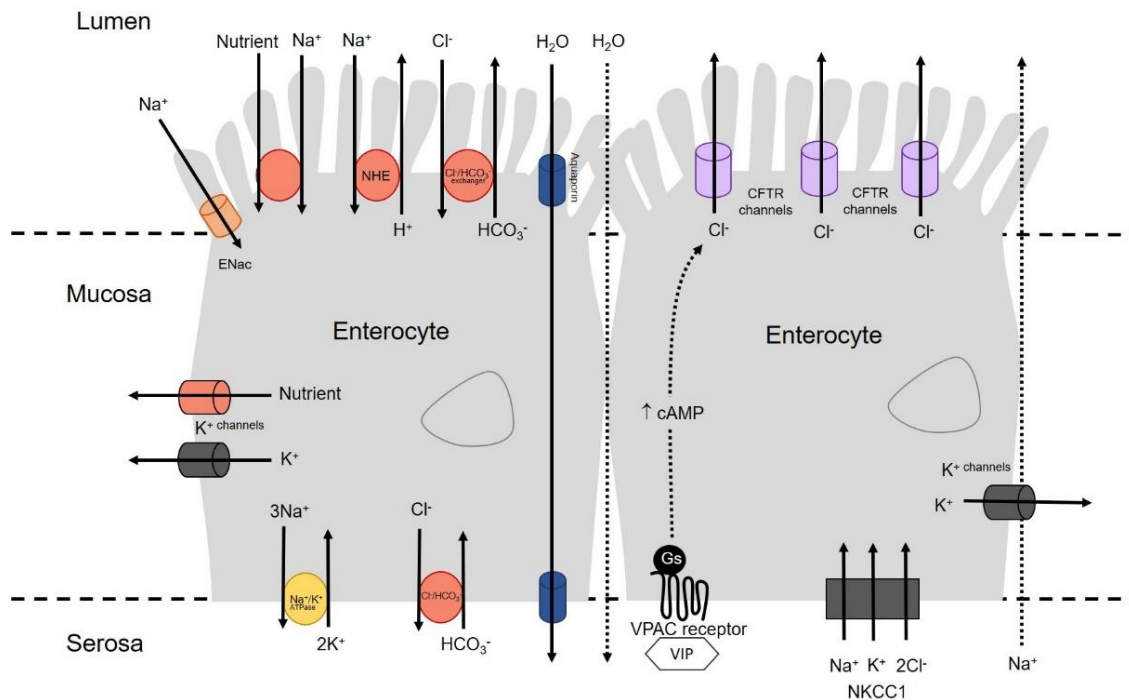 Lumen
Nutrient Na⁺ Na⁺ Cl⁻ H₂O H₂O
Na⁺
NHE
Cl⁻/HCO₃⁻
exchanger
Aquaporin
CFTR
channels
CFTR
channels
H⁺ HCO₃⁻
Cl⁻ Cl⁻ Cl⁻
ENac
Mucosa
Enterocyte Enterocyte
Nutrient
K⁺ channels
K⁺
↑ cAMP
K⁺ channels
K⁺
3Na⁺ Cl⁻
Gs
Na⁺/K⁺
ATPase
Cl⁻/HCO₃⁻
Serosa
2K⁺ HCO₃⁻
VPAC receptor
VIP
Na⁺ K⁺ 2Cl⁻ Na⁺
NKCC1